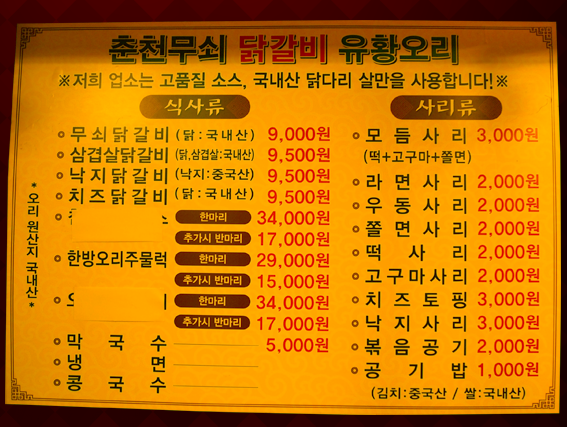 춘천무쇠 닭갈비 유황오리
※저희 업소는 고품질 소스, 국내산 닭다리 살만을 사용합니다!※
식사류
무쇠닭갈비 (닭:국내산) 9,000원
삼겹살닭갈비 (닭,삼겹살:국내산) 9,500원
낙지닭갈비 (낙지:중국산) 9,500원
치즈닭갈비 (닭:국내산) 9,500원
한마리 34,000원
추가시 반마리 17,000원
한방오리주물럭 한마리 29,000원
추가시 반마리 15,000원
한마리 34,000원
추가시 반마리 17,000원
막국수 5,000원
냉면
콩국수
*오리 원산지 국내산*
사리류
모듬사리 3,000원
(떡+고구마+쫄면)
라면사리 2,000원
우동사리 2,000원
쫄면사리 2,000원
떡사리 2,000원
고구마사리 2,000원
치즈토핑 3,000원
낙지사리 3,000원
볶음공기 2,000원
공기밥 1,000원
(김치:중국산 / 쌀:국내산)